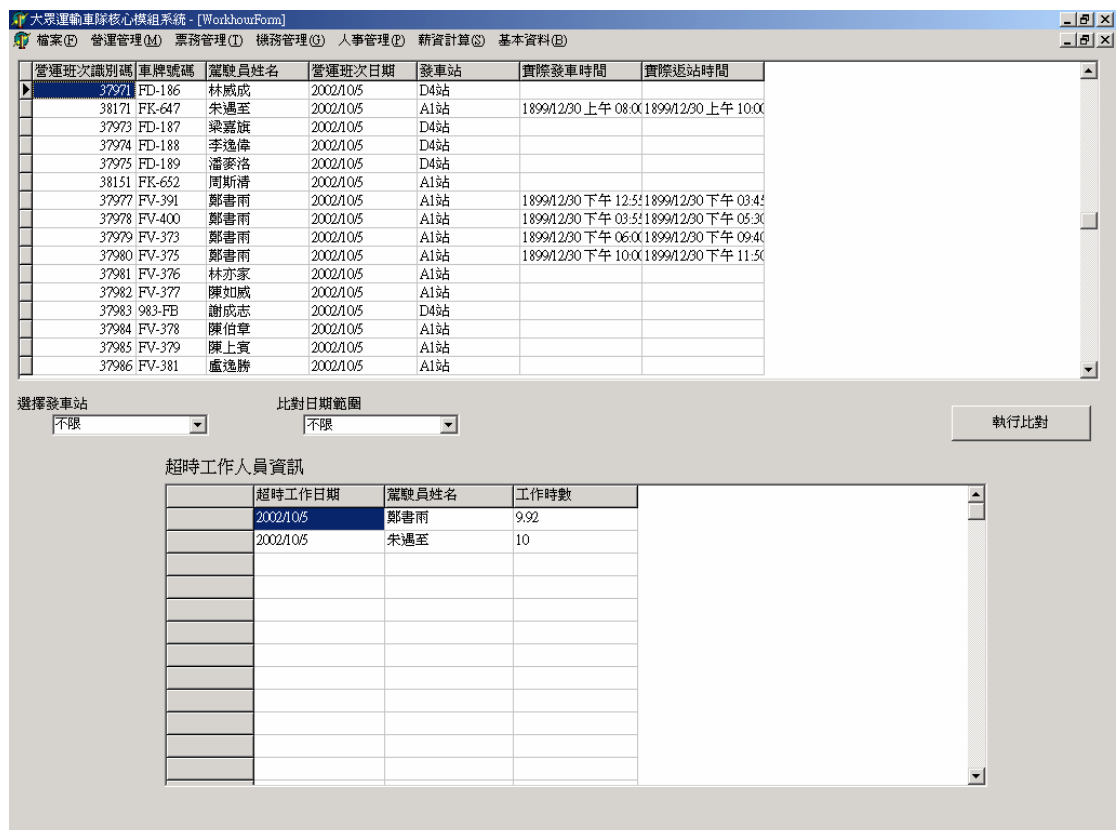 大眾運輸車隊核心模組系統 - [WorkhourForm]
檔案(F) 營運管理(M) 票務管理(T) 機務管理(G) 人事管理(P) 薪資計算(S) 基本資料(B)
營運班次識別碼 車牌號碼 駕駛員姓名 營運班次日期 發車站 實際發車時間 實際返站時間
37971 FD-186 林威成 2002/10/5 D4站
38171 FK-647 朱遇至 2002/10/5 A1站 1899/12/30 上午 08:00 1899/12/30 上午 10:00
37973 FD-187 梁嘉旗 2002/10/5 D4站
37974 FD-188 李逸偉 2002/10/5 D4站
37975 FD-189 潘麥洛 2002/10/5 D4站
38151 FK-652 周斯清 2002/10/5 A1站
37977 FV-391 鄭書雨 2002/10/5 A1站 1899/12/30 下午 12:55 1899/12/30 下午 03:45
37978 FV-400 鄭書雨 2002/10/5 A1站 1899/12/30 下午 03:55 1899/12/30 下午 05:30
37979 FV-373 鄭書雨 2002/10/5 A1站 1899/12/30 下午 06:00 1899/12/30 下午 09:40
37980 FV-375 鄭書雨 2002/10/5 A1站 1899/12/30 下午 10:00 1899/12/30 下午 11:50
37981 FV-376 林亦家 2002/10/5 A1站
37982 FV-377 陳如威 2002/10/5 A1站
37983 983-FB 謝成志 2002/10/5 D4站
37984 FV-378 陳伯章 2002/10/5 A1站
37985 FV-379 陳上賓 2002/10/5 A1站
37986 FV-381 盧逸勝 2002/10/5 A1站
選擇發車站 比對日期範圍
不限 不限 執行比對
超時工作人員資訊
超時工作日期 駕駛員姓名 工作時數
2002/10/5 鄭書雨 9.92
2002/10/5 朱遇至 10